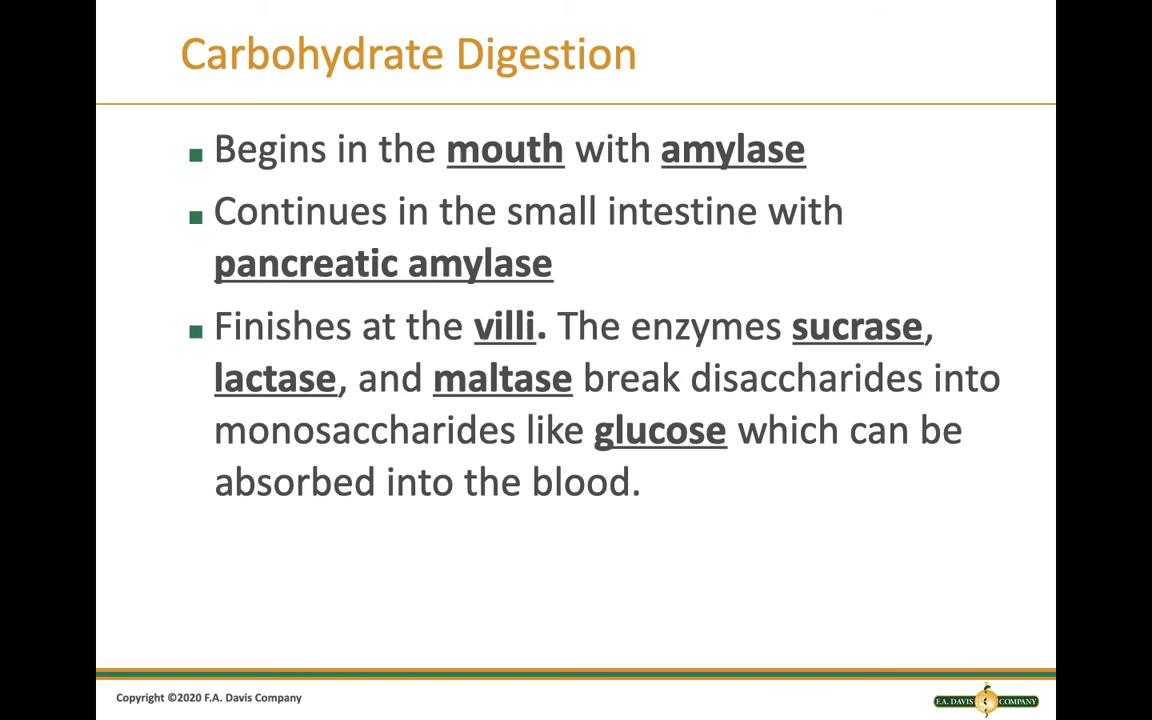 Carbohydrate Digestion
Begins in the mouth with amylase
Continues in the small intestine with
pancreatic amylase
Finishes at the villi. The enzymes sucrase,
lactase, and maltase break disaccharides into
monosaccharides like glucose which can be
absorbed into the blood.
Copyright ©2020 F.A. Davis Company
F.A. DAVIS COMPANY